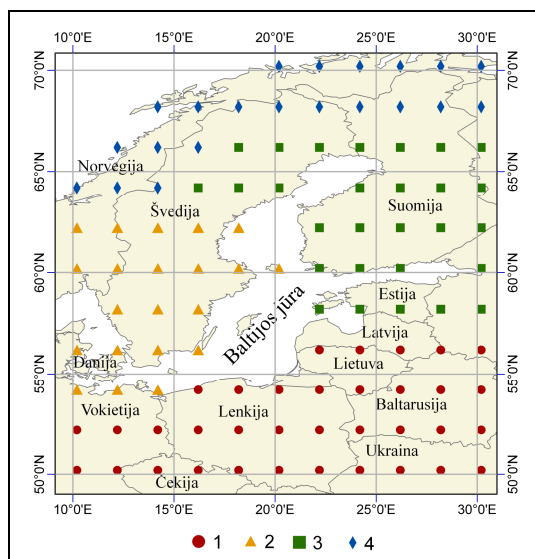 10°0'E 15°0'E 20°0'E 25°0'E 30°0'E
70°0'N 70°0'N
Norvegija
65°0'N 65°0'N
Švedija Suomija
60°0'N 60°0'N
Estija
Baltijos jūra
Latvija
Danija Lietuva
55°0'N 55°0'N
Vokietija Lenkija Baltarusija
Ukraina
50°0'N 50°0'N
Čekija
10°0'E 15°0'E 20°0'E 25°0'E 30°0'E
1 2 3 4